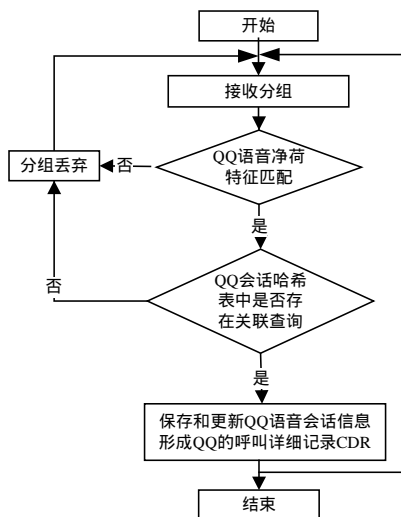 开始
接收分组
QQ语音净荷
特征匹配
否
分组丢弃
是
QQ会话哈希
表中是否存
在关联查询
否
是
保存和更新QQ语音会话信息
形成QQ的呼叫详细记录CDR
结束